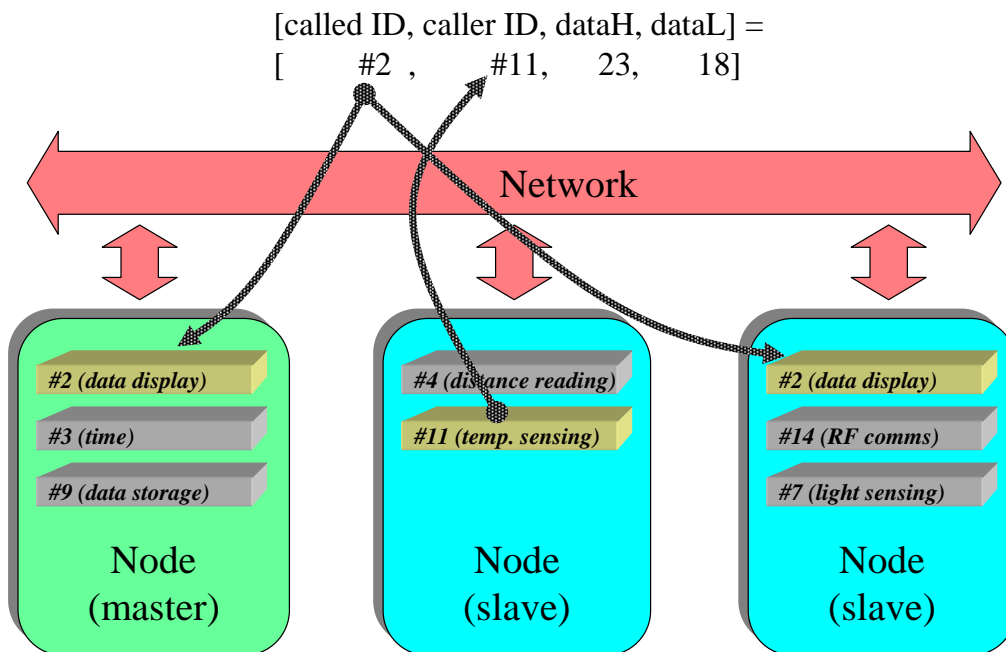 [called ID, caller ID, dataH, dataL] =
[ #2 , #11, 23, 18]
Network
#2 (data display)
#3 (time)
#9 (data storage)
Node
(master)
#4 (distance reading)
#11 (temp. sensing)
Node
(slave)
#2 (data display)
#14 (RF comms)
#7 (light sensing)
Node
(slave)